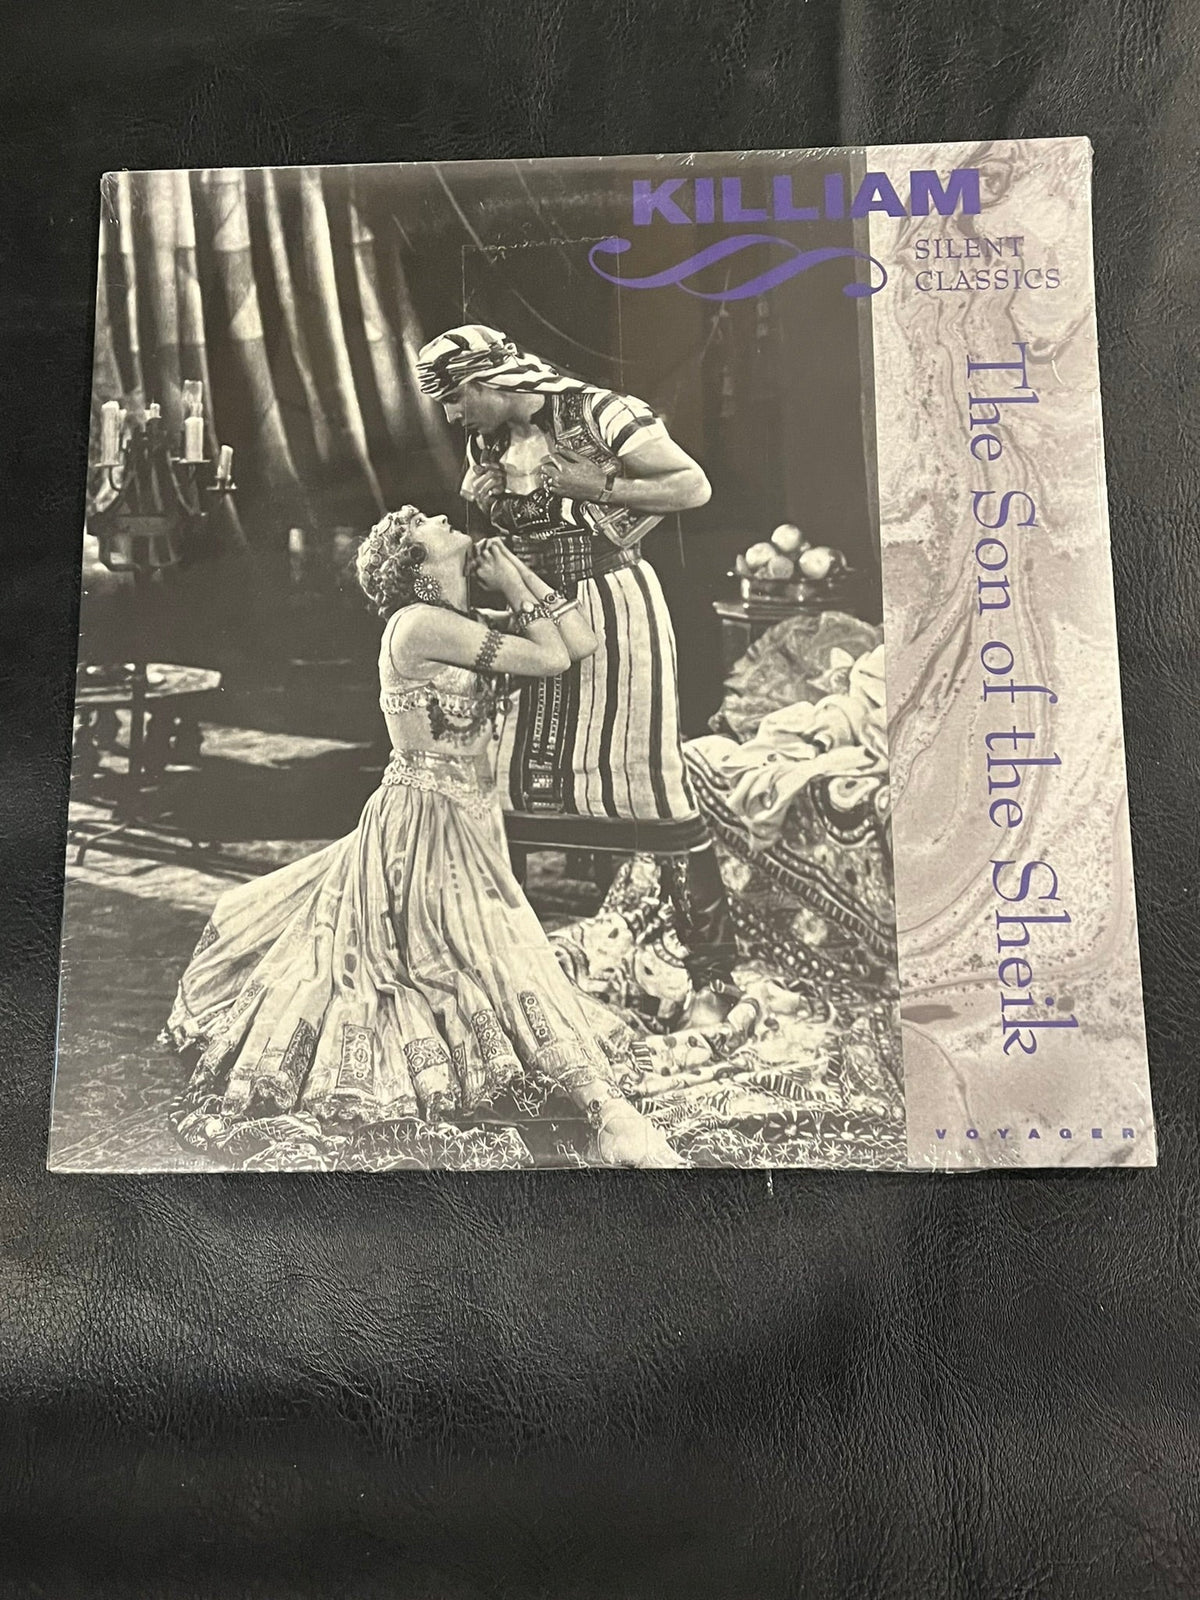 KILLIAM
SILENT
CLASSICS
The Son of the Sheik
VOYAGER